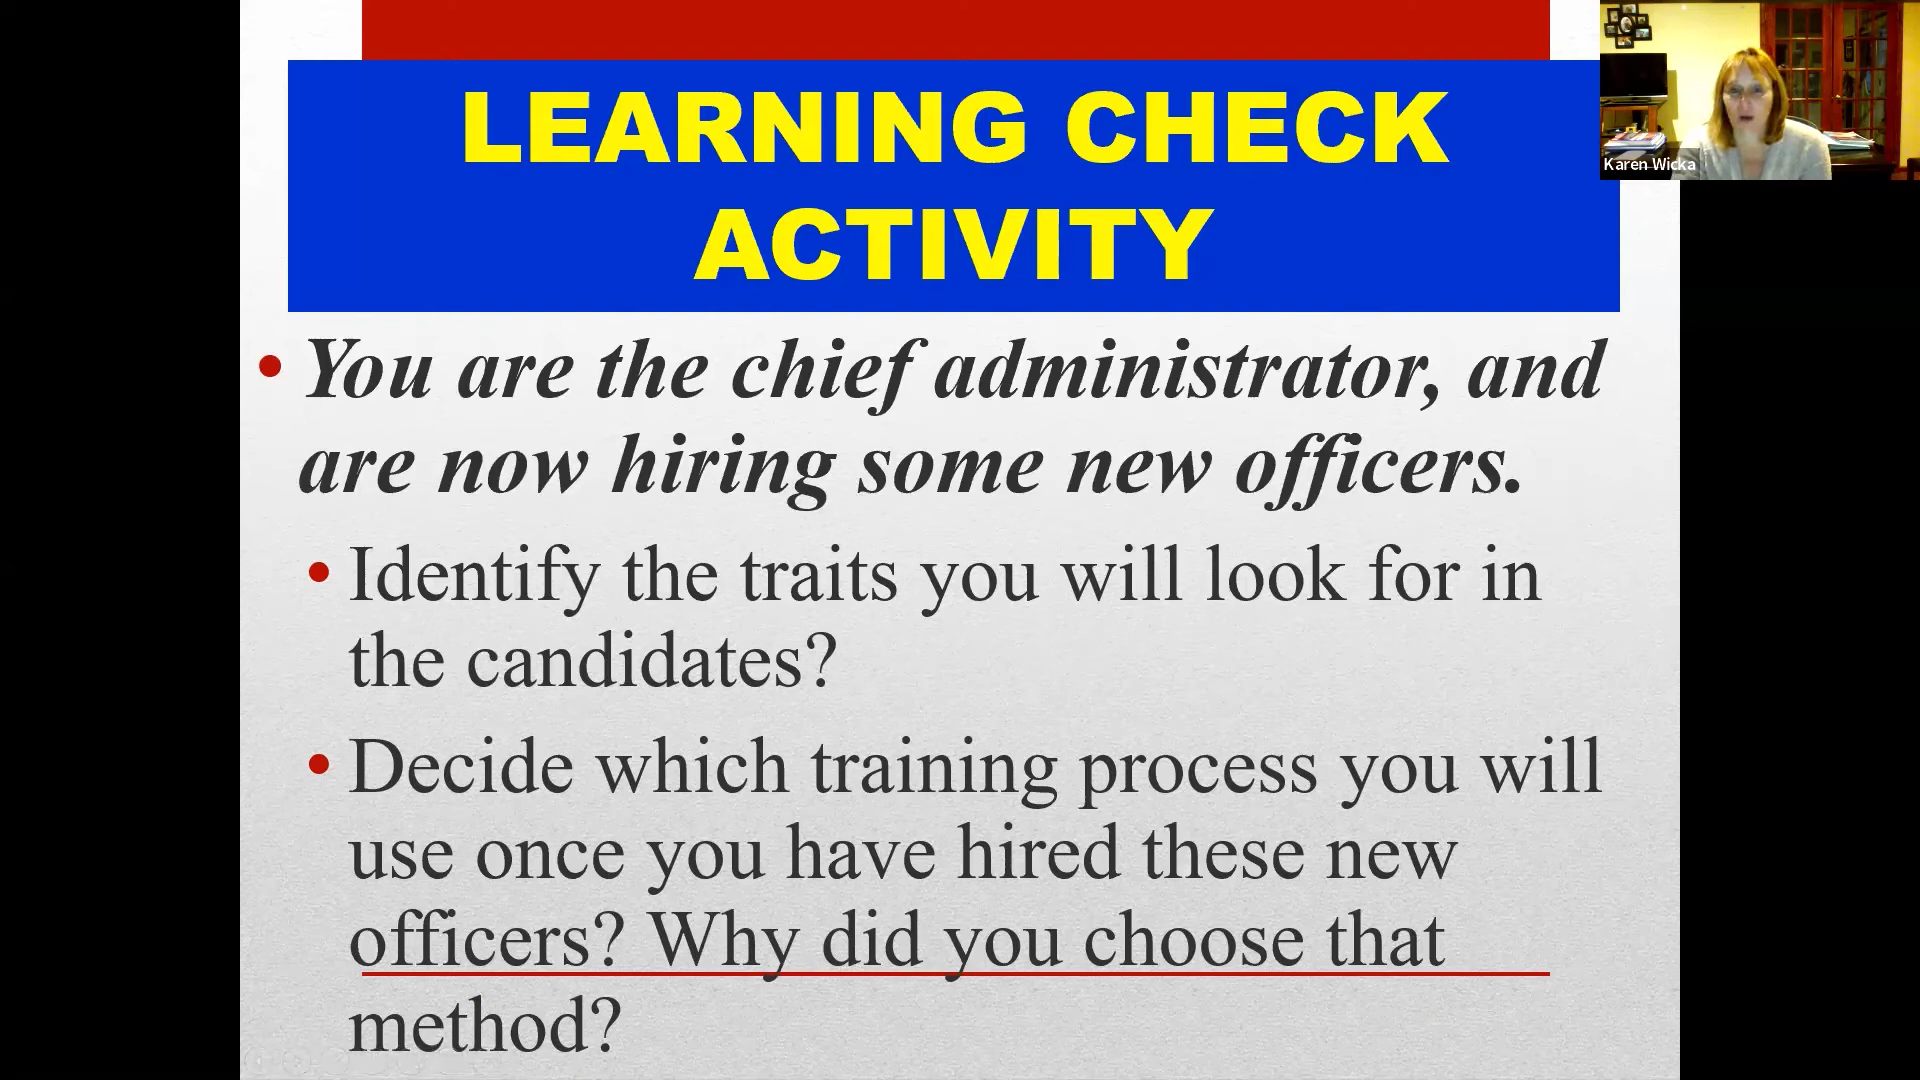 LEARNING CHECK
ACTIVITY
Karen Wicka
• You are the chief administrator, and
are now hiring some new officers.
• Identify the traits you will look for in
the candidates?
• Decide which training process you will
use once you have hired these new
officers? Why did you choose that
method?